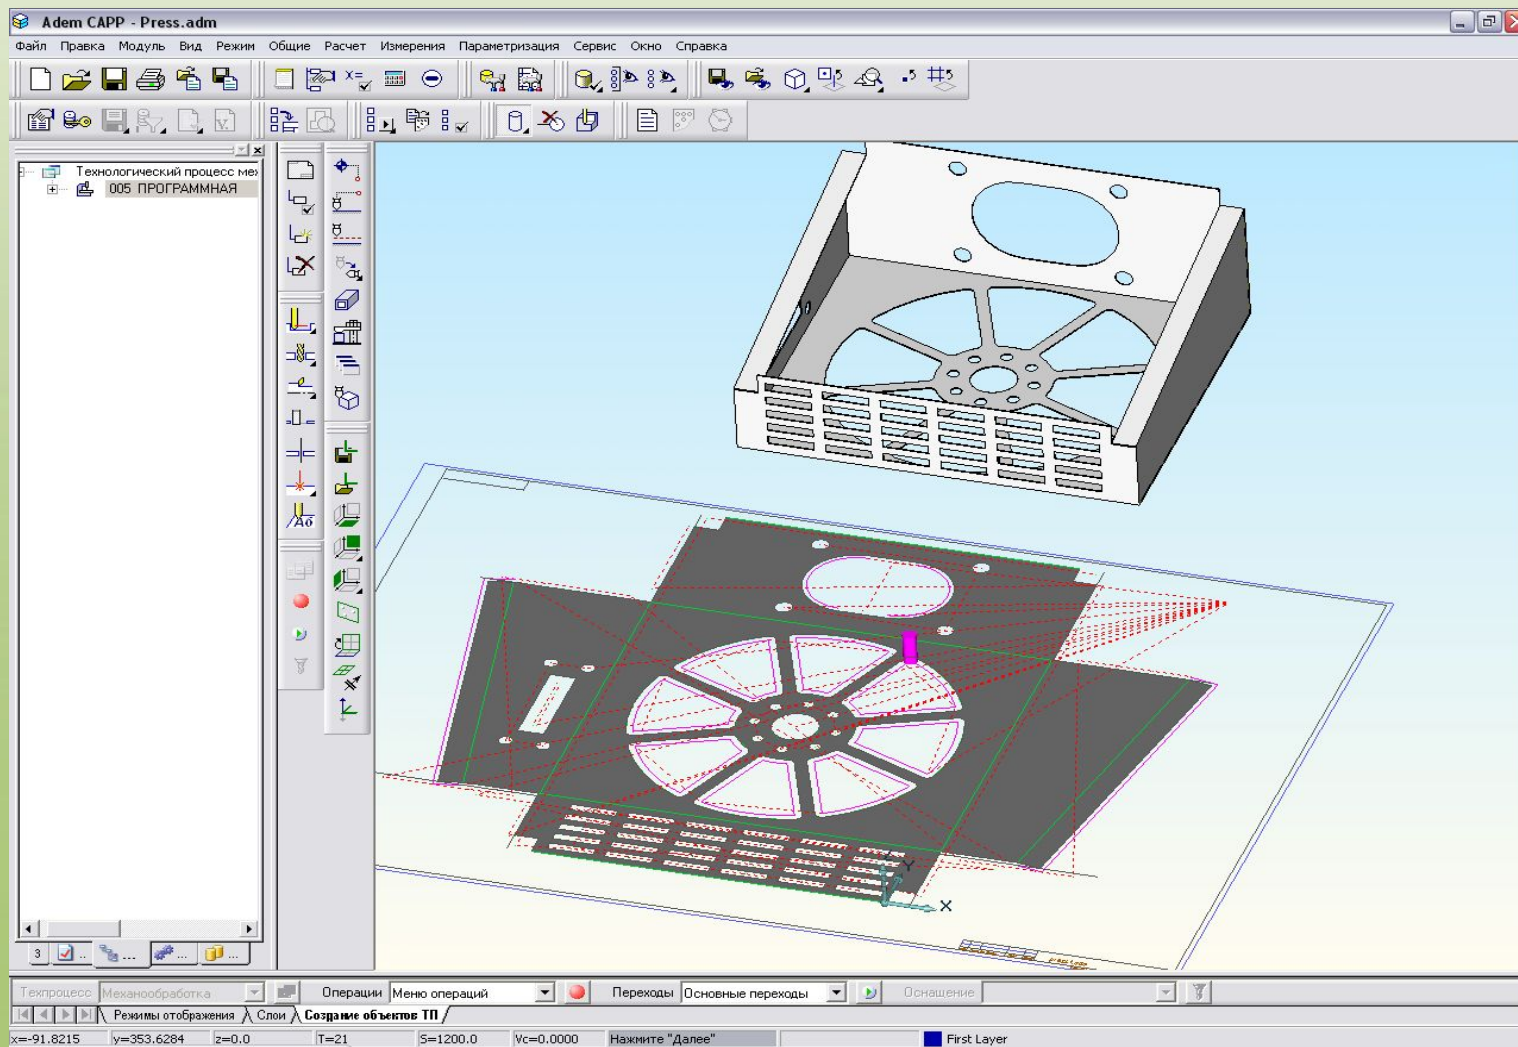 Adem CAPP - Press.adm
Файл Правка Модуль Вид Режим Общие Расчет Измерения Параметризация Сервис Окно Справка
Технологический процесс мех
005 ПРОГРАММНАЯ
X
Y
3 .. ... ... ...
Техпроцесс Механообработка Операции Меню операций Переходы Основные переходы Оснащение
Режимы отображения Слои Создание объектов ТП
x=-91.8215 y=353.6284 z=0.0 T=21 S=1200.0 Vc=0.0000 Нажмите "Далее" First Layer